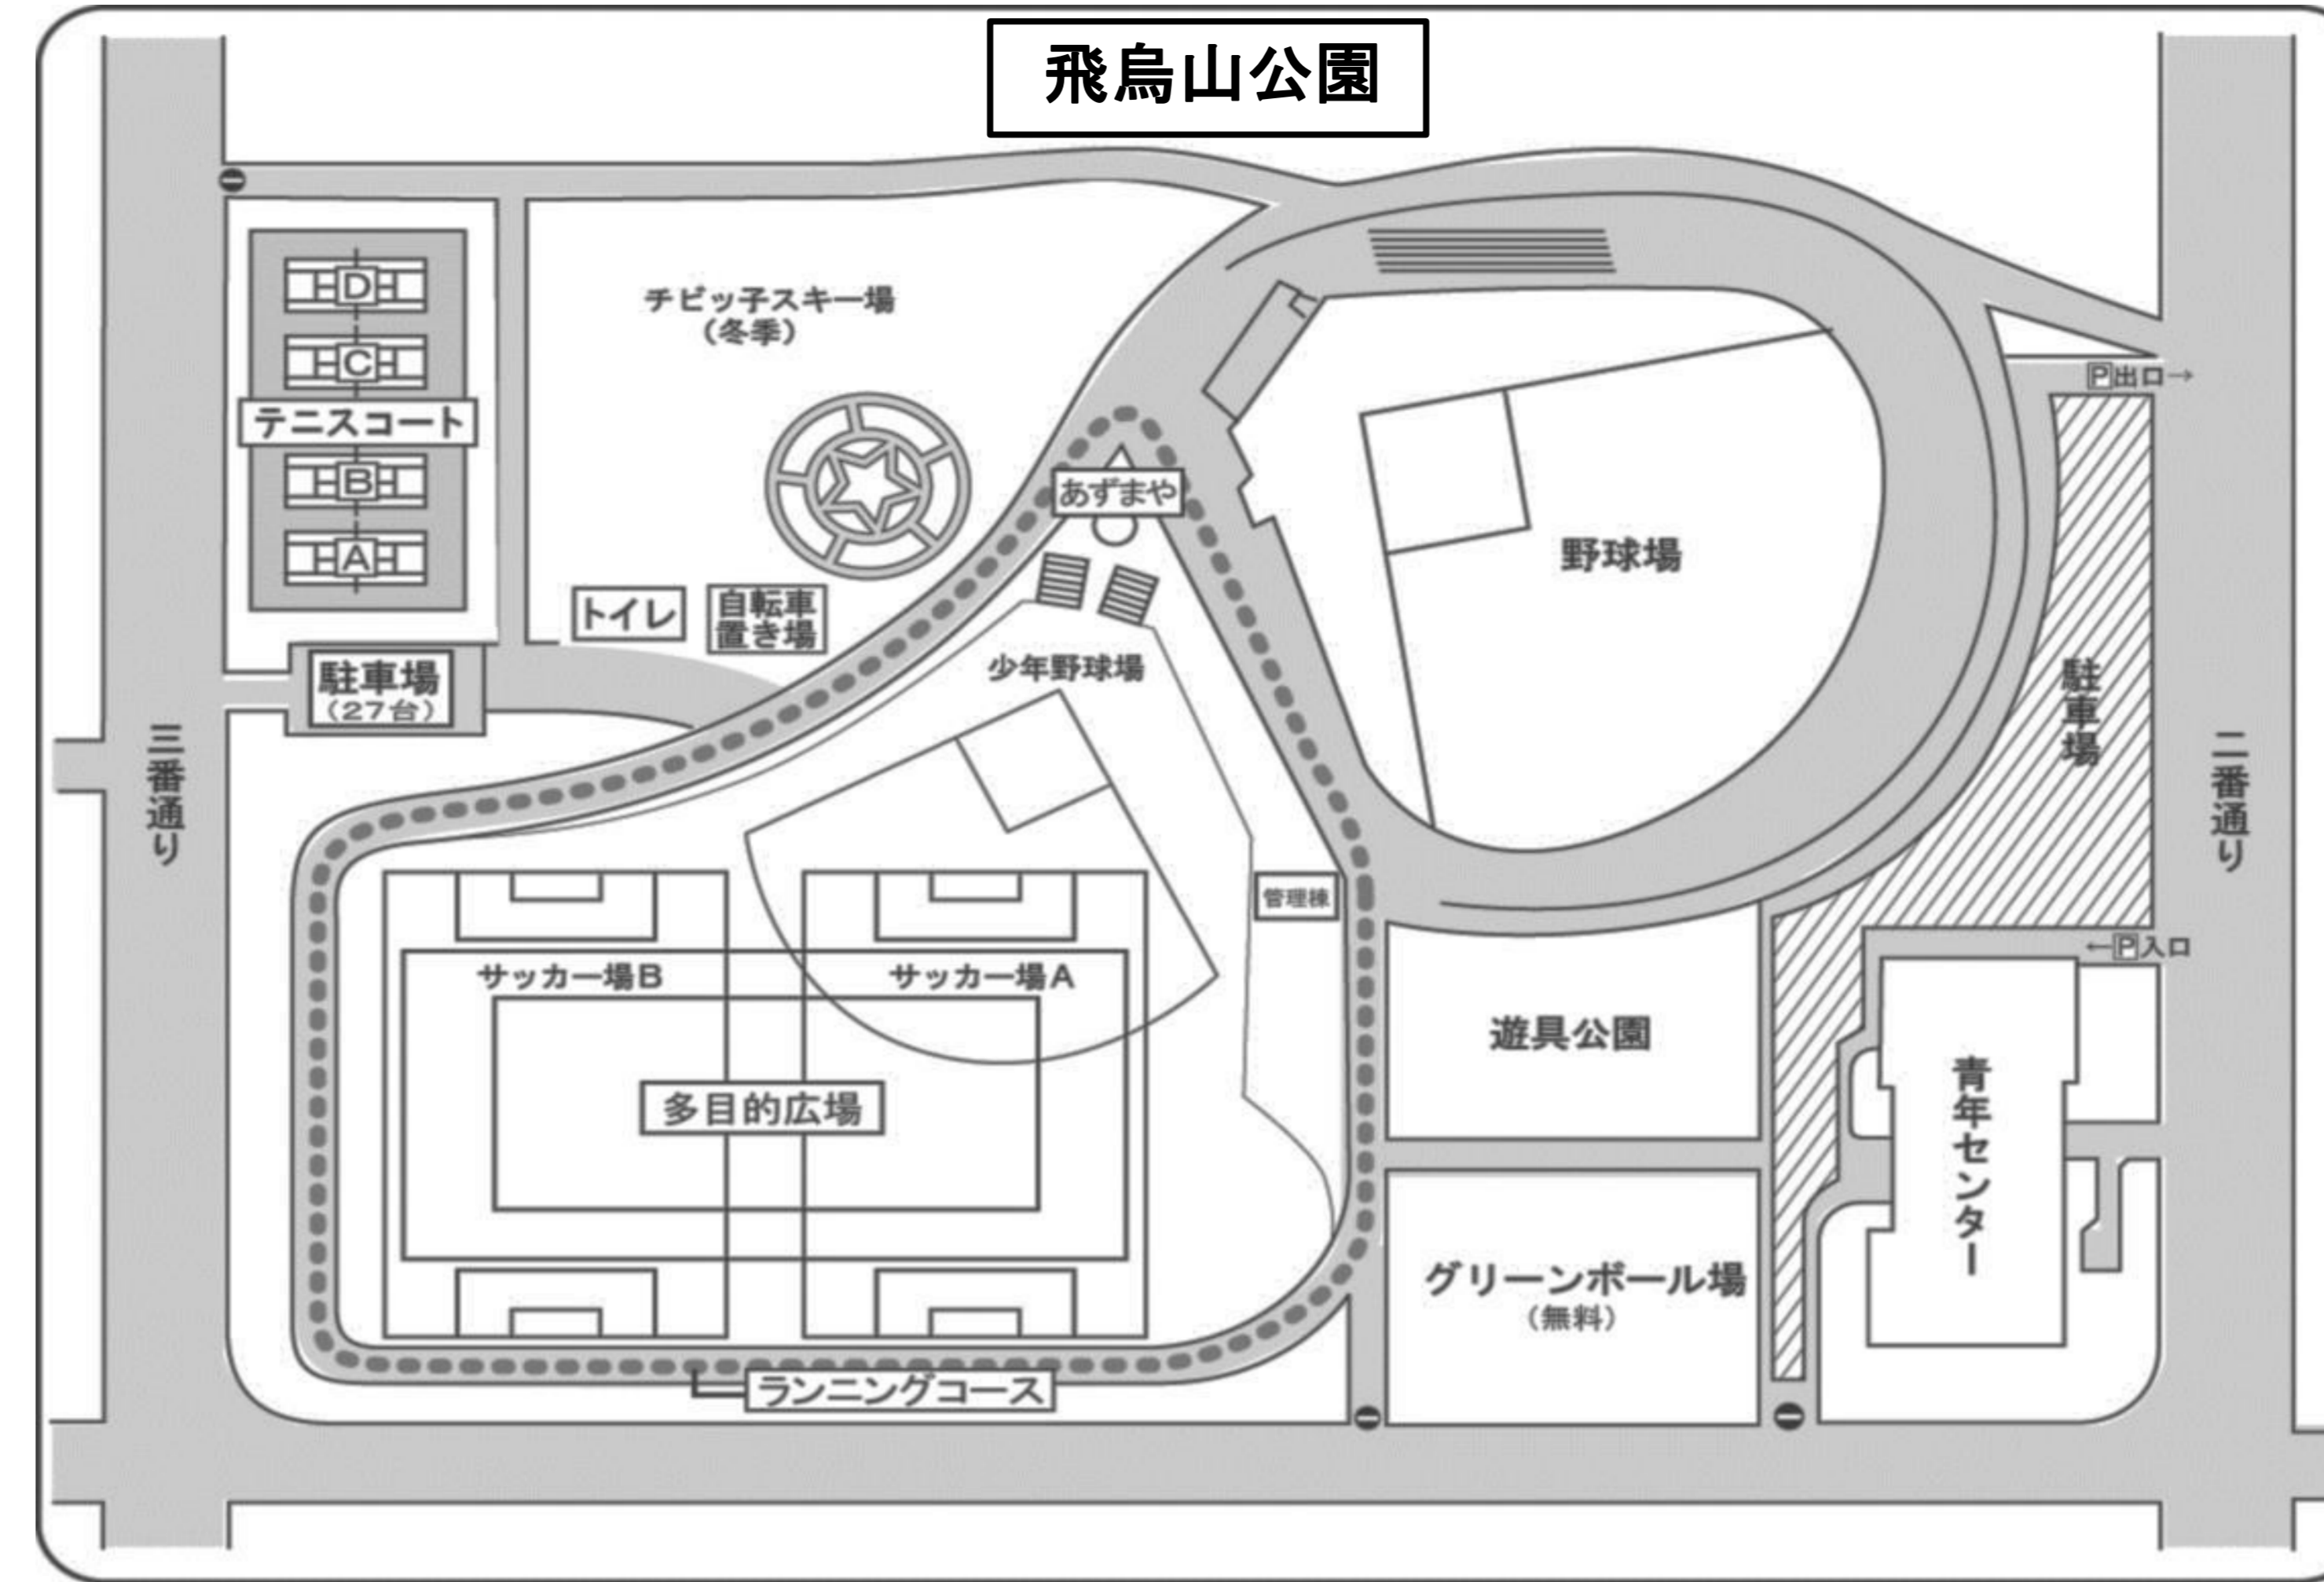 飛烏山公園
チビッ子スキー場
(冬季)
D
C
テニスコート
B
A
あずまや
野球場
P出口→
トイレ
自転車
置き場
少年野球場
駐車場
(27台)
駐車場
三番通り
二番通り
管理棟
←P入口
サッカー場B
サッカー場A
遊具公園
多目的広場
青年センター
グリーンボール場
(無料)
ランニングコース